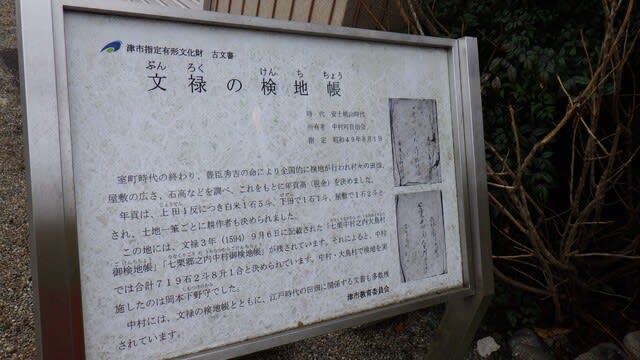 津市指定有形文化財　古文書
ぶん ろく けん ち ちょう
文禄の検地帳
時　代　安土桃山時代
所有者　中村町自治会
指　定　昭和49年8月1日
室町時代の終わり、豊臣秀吉の命により全国的に検地が行われ村々の田畑、
屋敷の広さ、石高などを調べ、これをもとに年貢高（税金）を決めました。
じょうでん
年貢は、上田1反につき白米1石5斗、下田で1石1斗、屋敷で1石2斗と
され、土地一筆ごとに耕作者も決められました。
この地には、文禄3年（1594）9月6日に記載された「七栗中村之内大鳥村
御検地帳」「七栗郷之内中村御検地帳」が残されています。それによると、中村
では合計719石2斗8升1合と決められています。中村・大鳥村で検地を実
しもつけのかみ
施したのは岡本下野守でした。
中村には、文禄の検地帳とともに、江戸時代の田畑に関係する文書も多数残
されています。
津市教育委員会